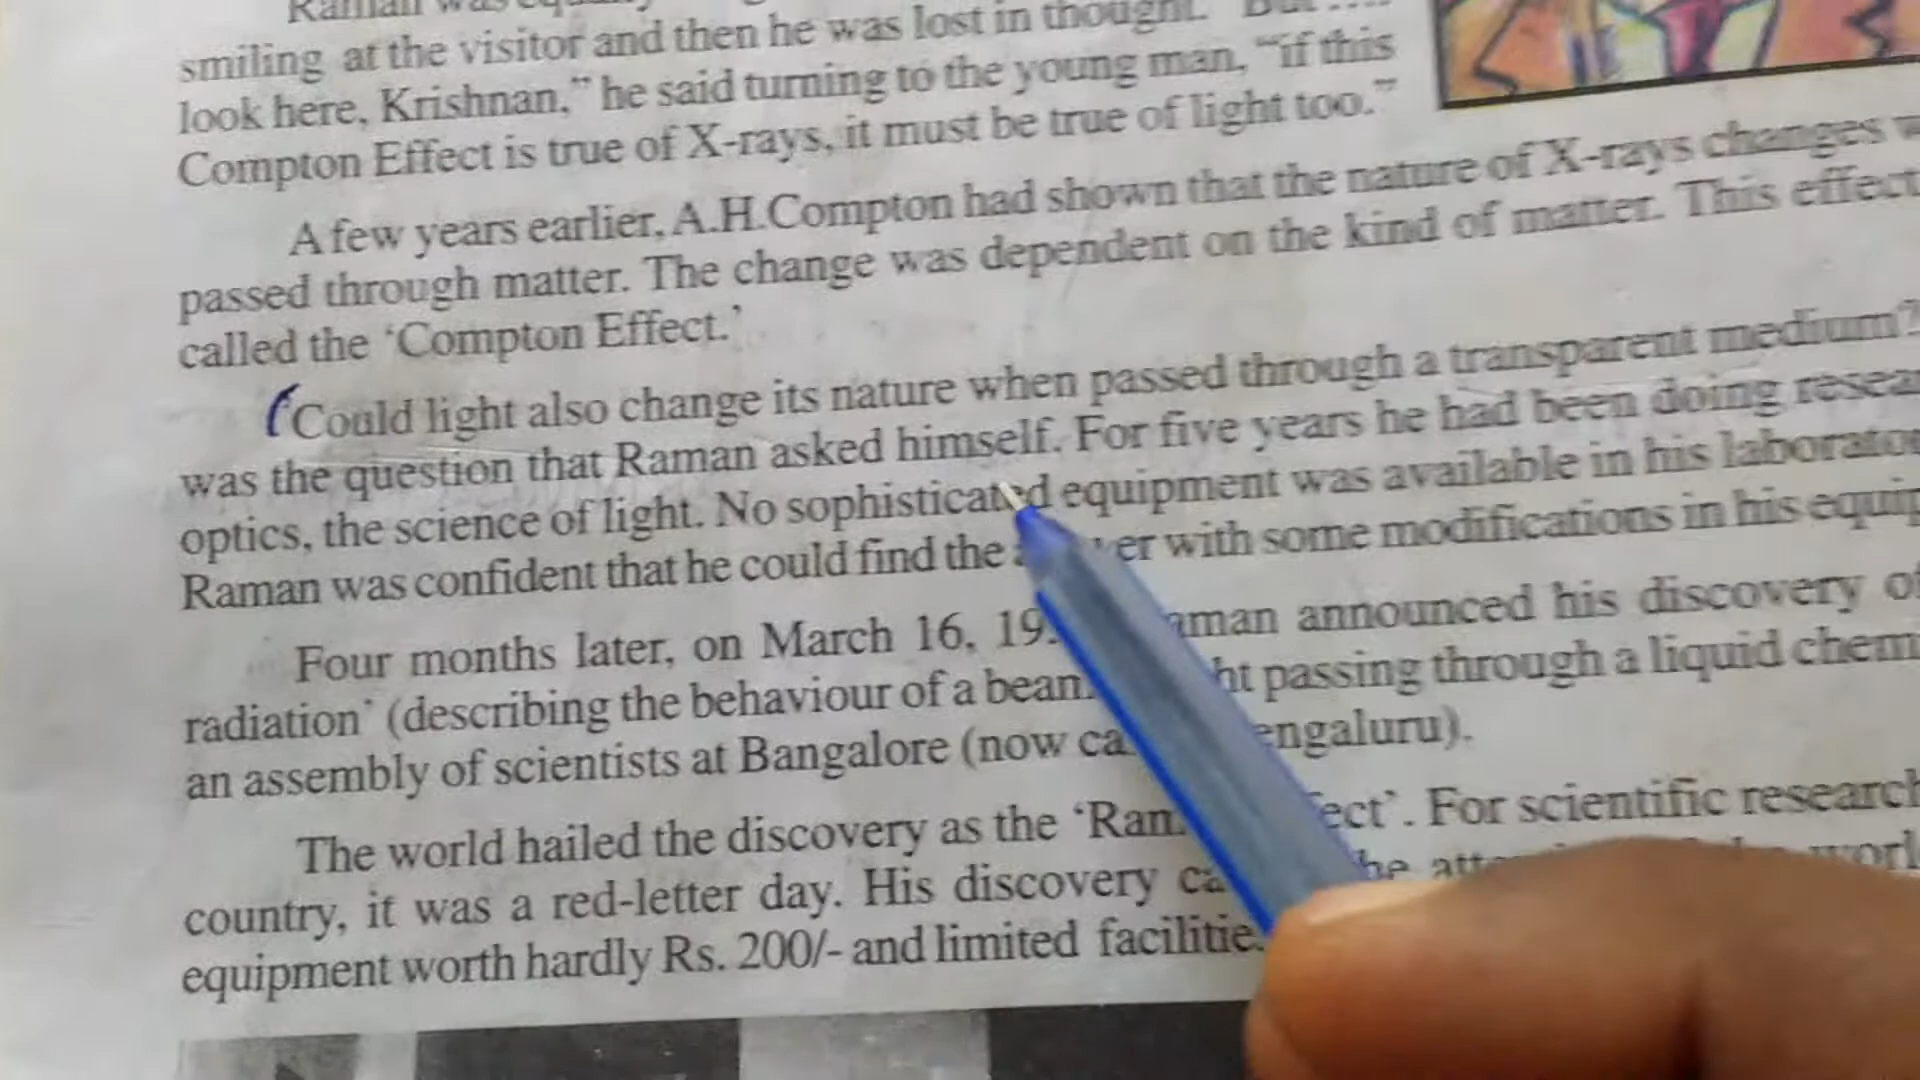 Raman was
smiling at the visitor and then he was lost in thought.
look here, Krishnan,” he said turning to the young man, “if this
Compton Effect is true of X-rays, it must be true of light too.”
A few years earlier, A.H.Compton had shown that the nature of X-rays changes
passed through matter. The change was dependent on the kind of matter. This effect
called the ‘Compton Effect.’
Could light also change its nature when passed through a transparent medium?
was the question that Raman asked himself. For five years he had been doing
optics, the science of light. No sophisticated equipment was available in his
Raman was confident that he could find the with some modifications in his
Four months later, on March 16, Raman announced his discovery
radiation’ (describing the behaviour of a passing through a liquid
an assembly of scientists at Bangalore (now
The world hailed the discovery as the For scientific research
country, it was a red-letter day. His discovery
equipment worth hardly Rs. 200/- and limited